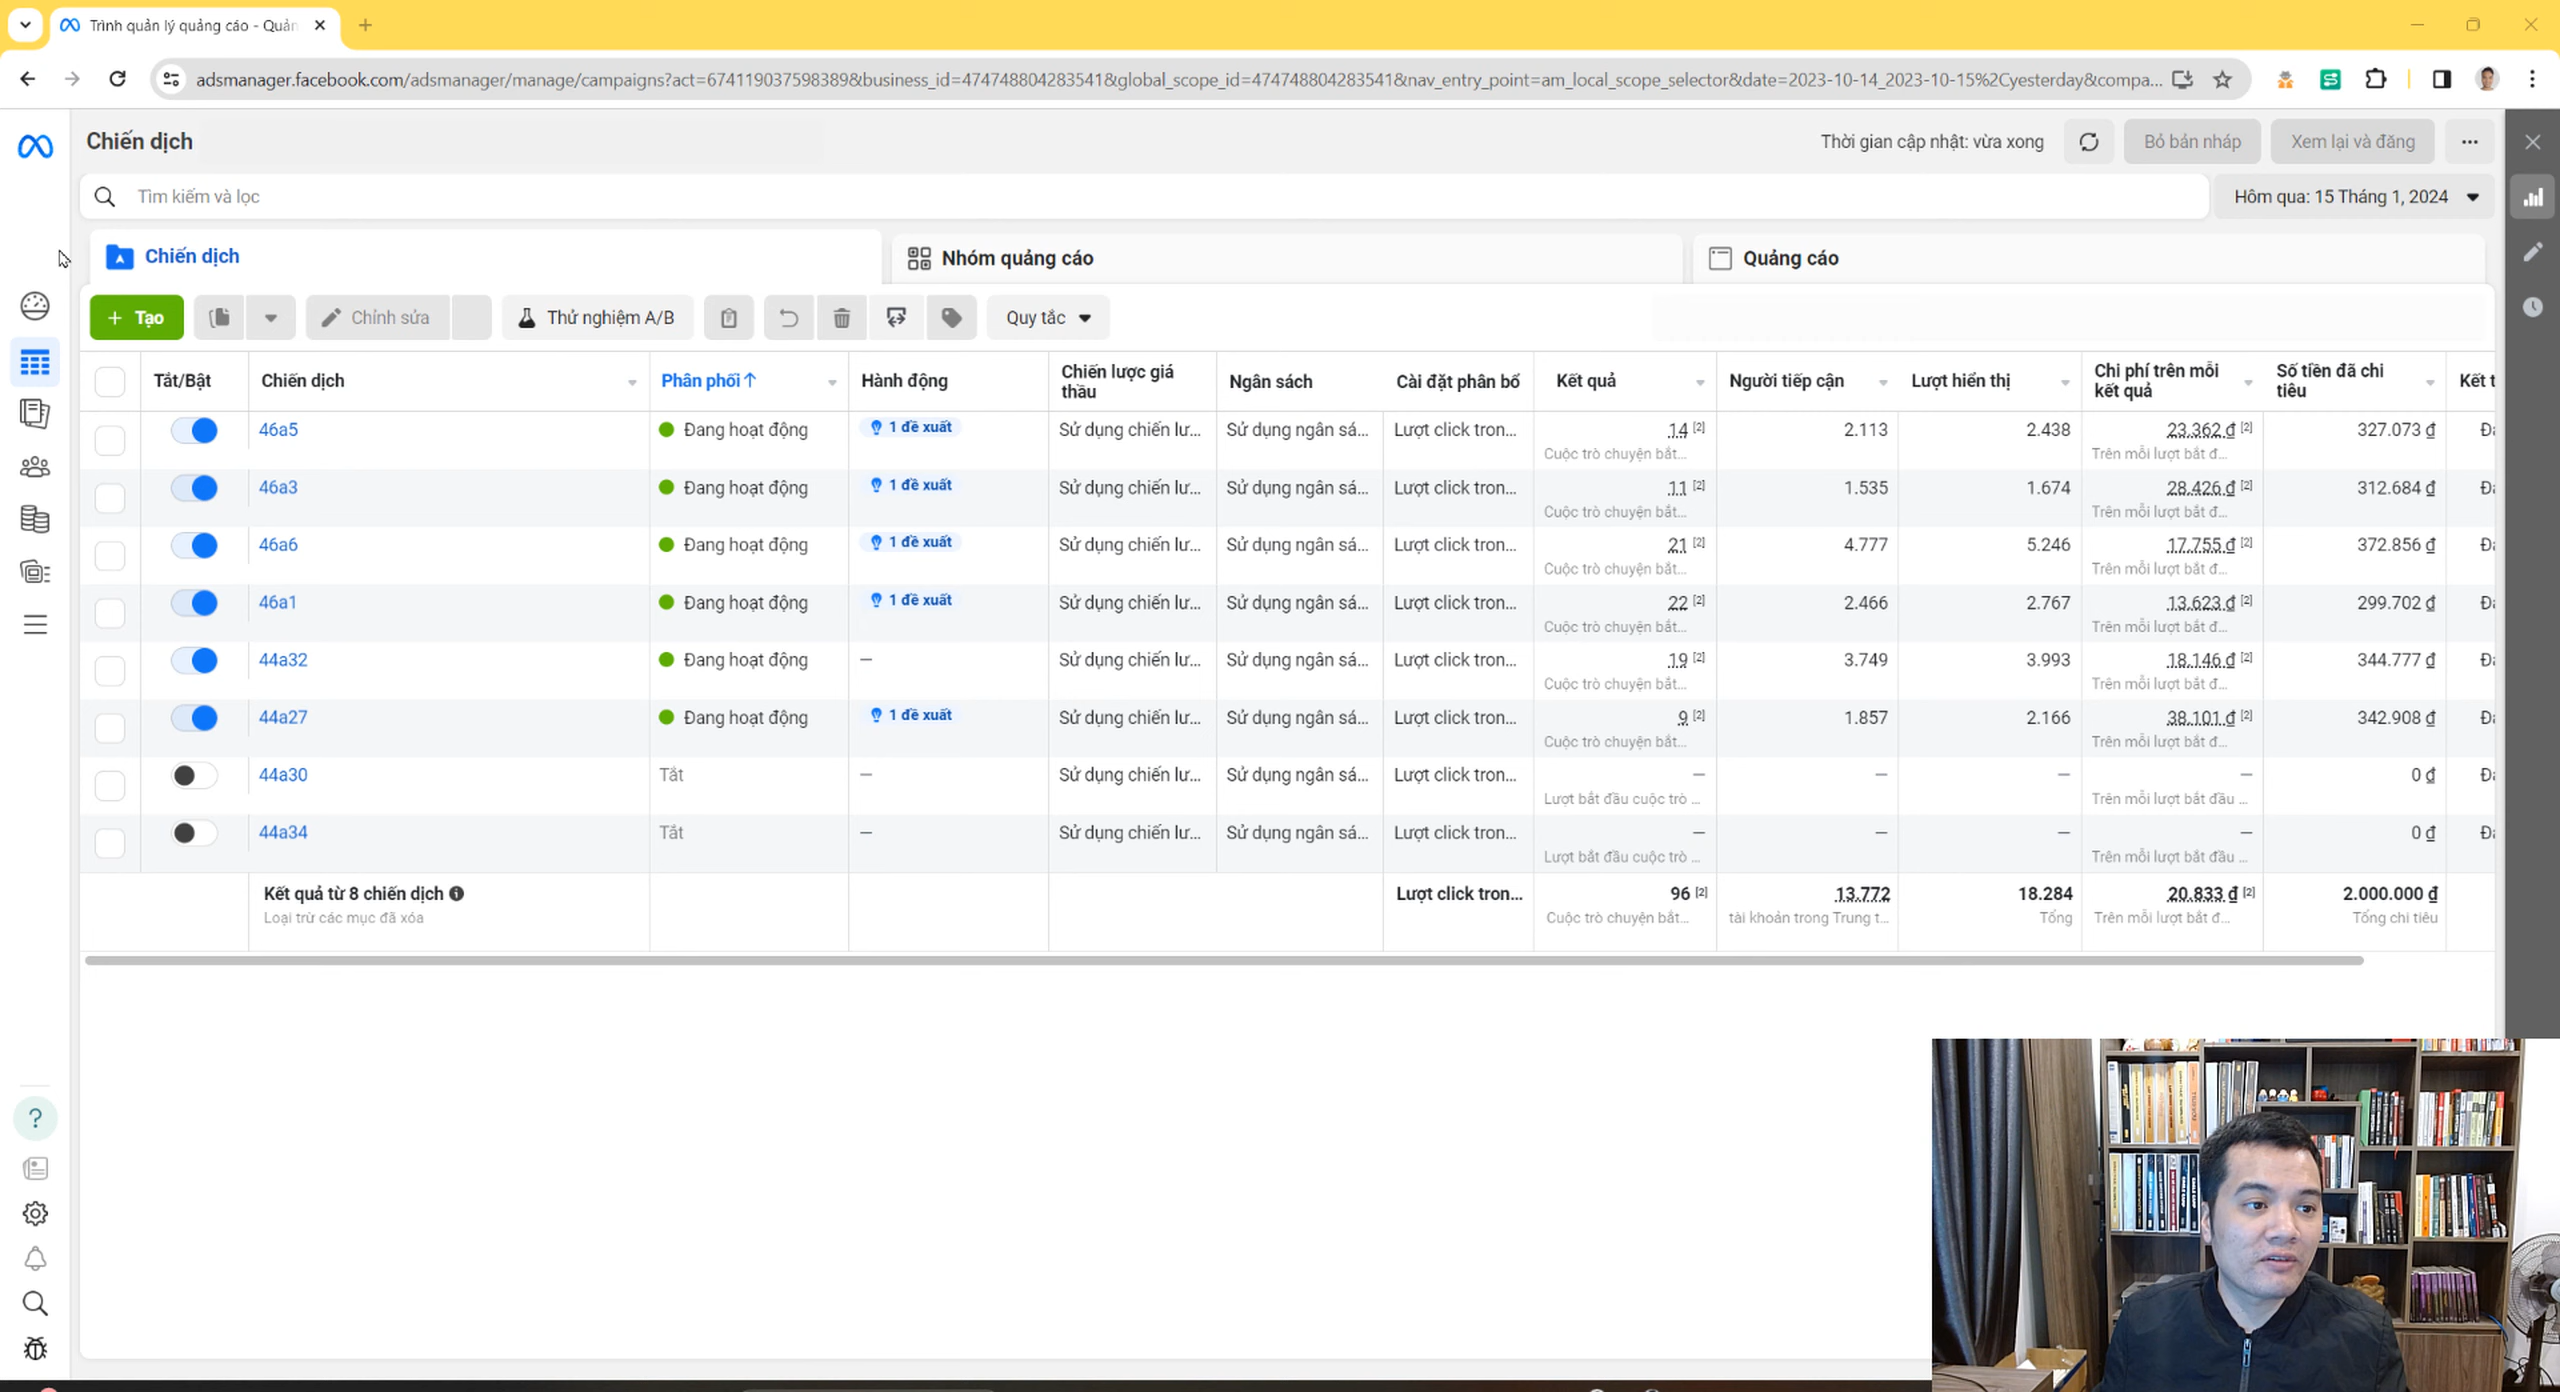 Trình quản lý quảng cáo - Quản
adsmanager.facebook.com/adsmanager/manage/campaigns?act=674119037598389&business_id=474748804283541&global_scope_id=474748804283541&nav_entry_point=am_local_scope_selector&date=2023-10-14_2023-10-15%2Cyesterday&compa...
Chiến dịch
Thời gian cập nhật: vừa xong
Bỏ bản nháp
Xem lại và đăng
Tìm kiếm và lọc
Hôm qua: 15 Tháng 1, 2024
Chiến dịch
Nhóm quảng cáo
Quảng cáo
+ Tạo
Chỉnh sửa
Thử nghiệm A/B
Quy tắc
Tắt/Bật Chiến dịch Phân phối↑ Hành động Chiến lược giá thầu Ngân sách Cài đặt phân bổ Kết quả Người tiếp cận Lượt hiển thị Chi phí trên mỗi kết quả Số tiền đã chi tiêu Kết t
46a5 Đang hoạt động 1 đề xuất Sử dụng chiến lư... Sử dụng ngân sá... Lượt click tron... 14 [2] 2.113 2.438 23.362 ₫ [2] 327.073 ₫ Đ
Cuộc trò chuyện bắt... Trên mỗi lượt bắt đ...
46a3 Đang hoạt động 1 đề xuất Sử dụng chiến lư... Sử dụng ngân sá... Lượt click tron... 11 [2] 1.535 1.674 28.426 ₫ [2] 312.684 ₫ Đ
Cuộc trò chuyện bắt... Trên mỗi lượt bắt đ...
46a6 Đang hoạt động 1 đề xuất Sử dụng chiến lư... Sử dụng ngân sá... Lượt click tron... 21 [2] 4.777 5.246 17.755 ₫ [2] 372.856 ₫ Đ
Cuộc trò chuyện bắt... Trên mỗi lượt bắt đ...
46a1 Đang hoạt động 1 đề xuất Sử dụng chiến lư... Sử dụng ngân sá... Lượt click tron... 22 [2] 2.466 2.767 13.623 ₫ [2] 299.702 ₫ Đ
Cuộc trò chuyện bắt... Trên mỗi lượt bắt đ...
44a32 Đang hoạt động — Sử dụng chiến lư... Sử dụng ngân sá... Lượt click tron... 19 [2] 3.749 3.993 18.146 ₫ [2] 344.777 ₫ Đ
Cuộc trò chuyện bắt... Trên mỗi lượt bắt đ...
44a27 Đang hoạt động 1 đề xuất Sử dụng chiến lư... Sử dụng ngân sá... Lượt click tron... 9 [2] 1.857 2.166 38.101 ₫ [2] 342.908 ₫ Đ
Cuộc trò chuyện bắt... Trên mỗi lượt bắt đ...
44a30 Tắt — Sử dụng chiến lư... Sử dụng ngân sá... Lượt click tron... — — — — 0 ₫ Đ
Lượt bắt đầu cuộc trò ... Trên mỗi lượt bắt đầu ...
44a34 Tắt — Sử dụng chiến lư... Sử dụng ngân sá... Lượt click tron... — — — — 0 ₫ Đ
Lượt bắt đầu cuộc trò ... Trên mỗi lượt bắt đầu ...
Kết quả từ 8 chiến dịch Lượt click tron... 96 [2] 13.772 18.284 20.833 ₫ [2] 2.000.000 ₫
Loại trừ các mục đã xóa Cuộc trò chuyện bắt... tài khoản trong Trung t... Tổng Trên mỗi lượt bắt đ... Tổng chi tiêu